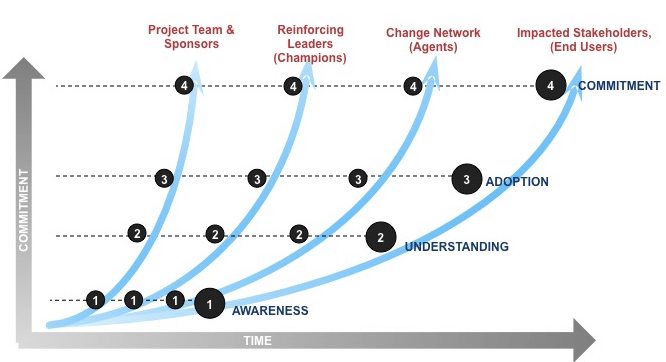 Project Team &
Sponsors
Reinforcing
Leaders
(Champions)
Change Network
(Agents)
Impacted Stakeholders,
(End Users)
4
4
4
4
COMMITMENT
3
3
3
3
ADOPTION
2
2
2
2
UNDERSTANDING
1
1
1
1
AWARENESS
COMMITMENT
TIME